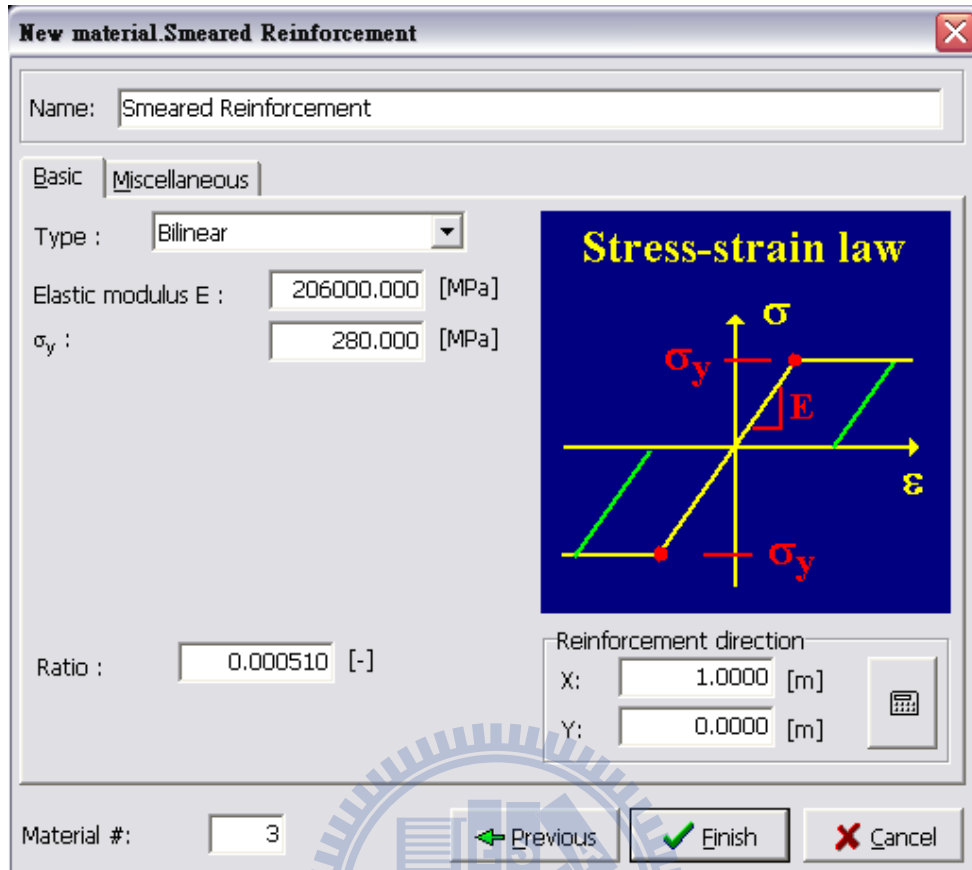 New material.Smeared Reinforcement
Name: Smeared Reinforcement
Basic Miscellaneous
Type : Bilinear
Elastic modulus E : 206000.000 [MPa]
σy : 280.000 [MPa]
Stress-strain law
σ
σy
E
ε
σy
Ratio : 0.000510 [-]
Reinforcement direction
X: 1.0000 [m]
Y: 0.0000 [m]
Material #: 3
Previous Finish Cancel